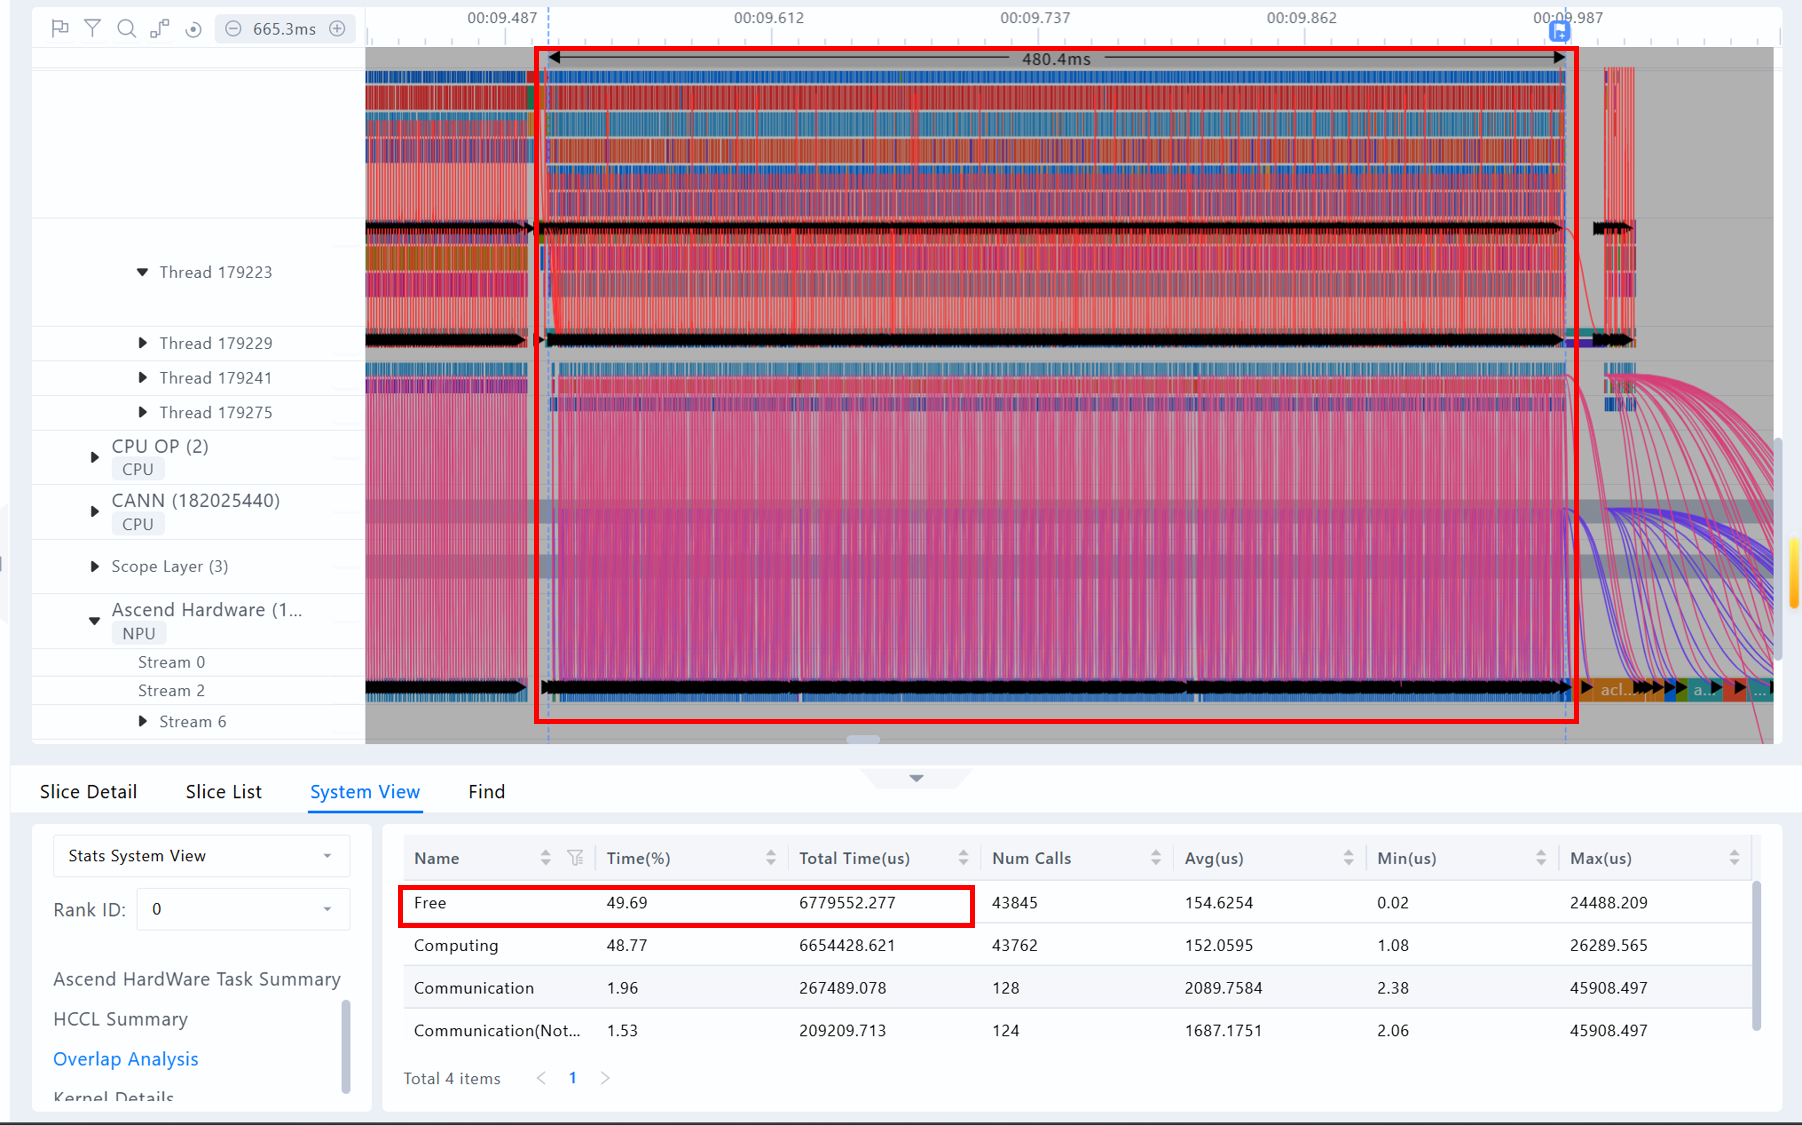 665.3ms
00:09.487 00:09.612 00:09.737 00:09.862 00:09.987
480.4ms
Thread 179223
Thread 179229
Thread 179241
Thread 179275
CPU OP (2)
CPU
CANN (182025440)
CPU
Scope Layer (3)
Ascend Hardware (1...
NPU
Stream 0
Stream 2
acl... a... ...
Stream 6
Slice Detail Slice List System View Find
Stats System View
Rank ID: 0
Ascend HardWare Task Summary
HCCL Summary
Overlap Analysis
Kernel Details
Name Time(%) Total Time(us) Num Calls Avg(us) Min(us) Max(us)
Free 49.69 6779552.277 43845 154.6254 0.02 24488.209
Computing 48.77 6654428.621 43762 152.0595 1.08 26289.565
Communication 1.96 267489.078 128 2089.7584 2.38 45908.497
Communication(Not... 1.53 209209.713 124 1687.1751 2.06 45908.497
Total 4 items 1